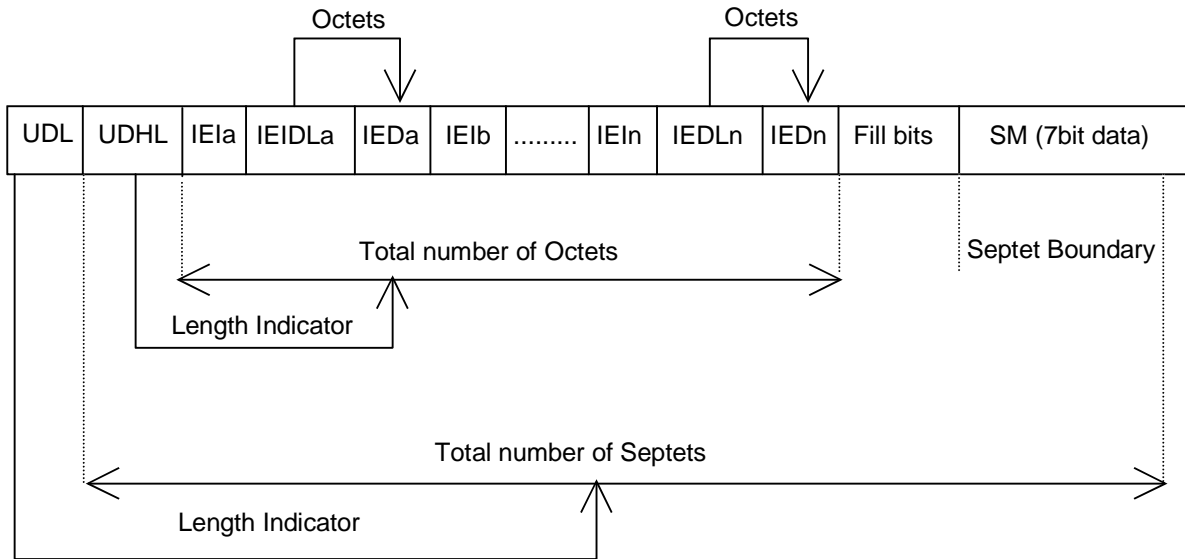 Octets Octets
UDL UDHL IEIa IEIDLa IEDa IEIb ......... IEIn IEDLn IEDn Fill bits SM (7bit data)
Total number of Octets Septet Boundary
Length Indicator
Total number of Septets
Length Indicator